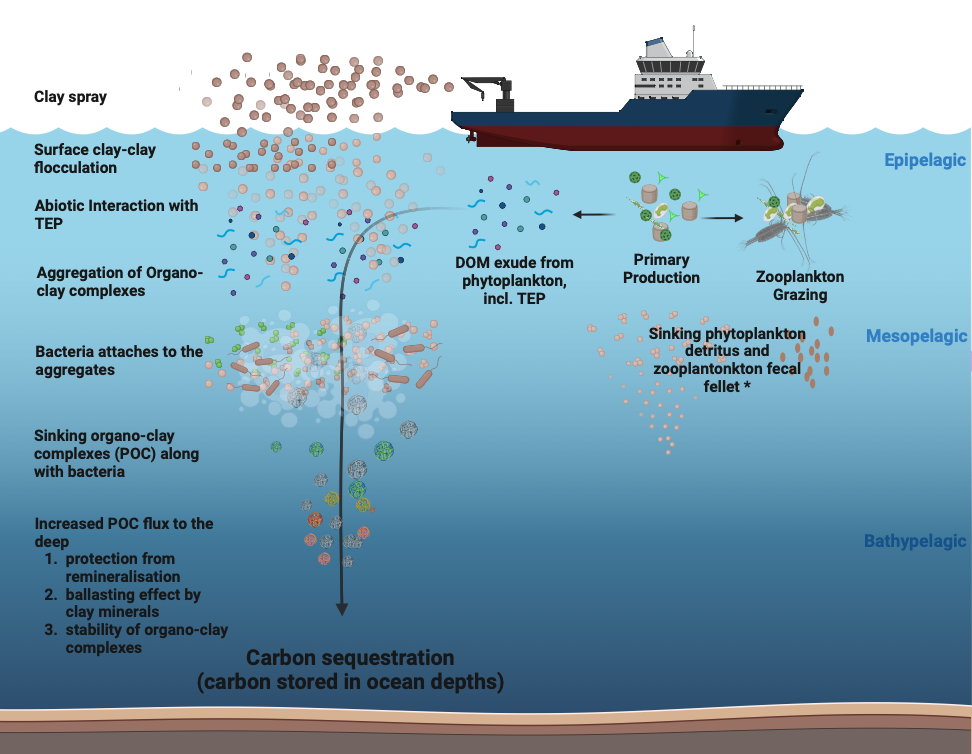 Clay spray
Surface clay-clay
flocculation
Epipelagic
Abiotic Interaction with
TEP
Aggregation of Organo-
clay complexes
DOM exude from
phytoplankton,
incl. TEP
Primary
Production
Zooplankton
Grazing
Bacteria attaches to the
aggregates
Sinking phytoplankton
detritus and
zooplantonkton fecal
fellet *
Mesopelagic
Sinking organo-clay
complexes (POC) along
with bacteria
Increased POC flux to the
deep
1. protection from
remineralisation
2. ballasting effect by
clay minerals
3. stability of organo-clay
complexes
Bathypelagic
Carbon sequestration
(carbon stored in ocean depths)